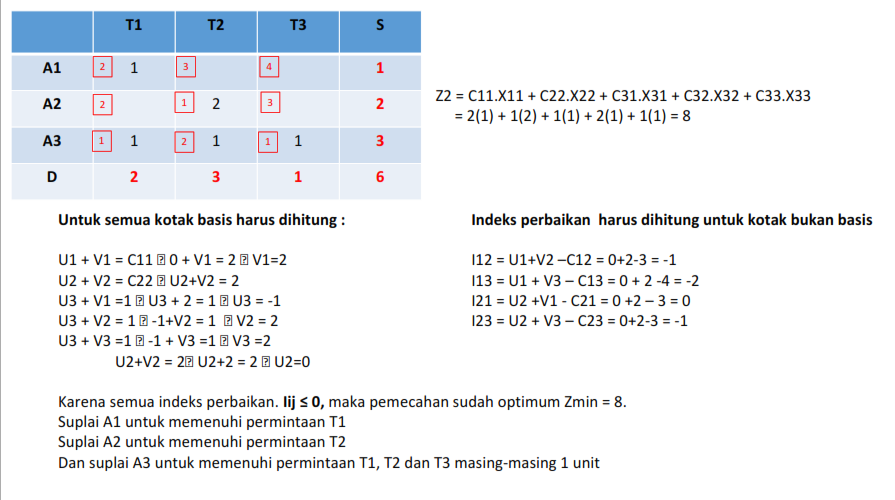 T1 T2 T3 S
A1 2 1 3 4 1
A2 2 1 2 3 2
A3 1 1 2 1 1 1 3
D 2 3 1 6
Z2 = C11.X11 + C22.X22 + C31.X31 + C32.X32 + C33.X33
= 2(1) + 1(2) + 1(1) + 2(1) + 1(1) = 8
Untuk semua kotak basis harus dihitung :
U1 + V1 = C11 ⍰ 0 + V1 = 2 ⍰ V1=2
U2 + V2 = C22 ⍰ U2+V2 = 2
U3 + V1 =1 ⍰ U3 + 2 = 1 ⍰ U3 = -1
U3 + V2 = 1 ⍰ -1+V2 = 1 ⍰ V2 = 2
U3 + V3 =1 ⍰ -1 + V3 =1 ⍰ V3 =2
U2+V2 = 2⍰ U2+2 = 2 ⍰ U2=0
Indeks perbaikan harus dihitung untuk kotak bukan basis
I12 = U1+V2 –C12 = 0+2-3 = -1
I13 = U1 + V3 – C13 = 0 + 2 -4 = -2
I21 = U2 +V1 - C21 = 0 +2 – 3 = 0
I23 = U2 + V3 – C23 = 0+2-3 = -1
Karena semua indeks perbaikan. Iij ≤ 0, maka pemecahan sudah optimum Zmin = 8.
Suplai A1 untuk memenuhi permintaan T1
Suplai A2 untuk memenuhi permintaan T2
Dan suplai A3 untuk memenuhi permintaan T1, T2 dan T3 masing-masing 1 unit